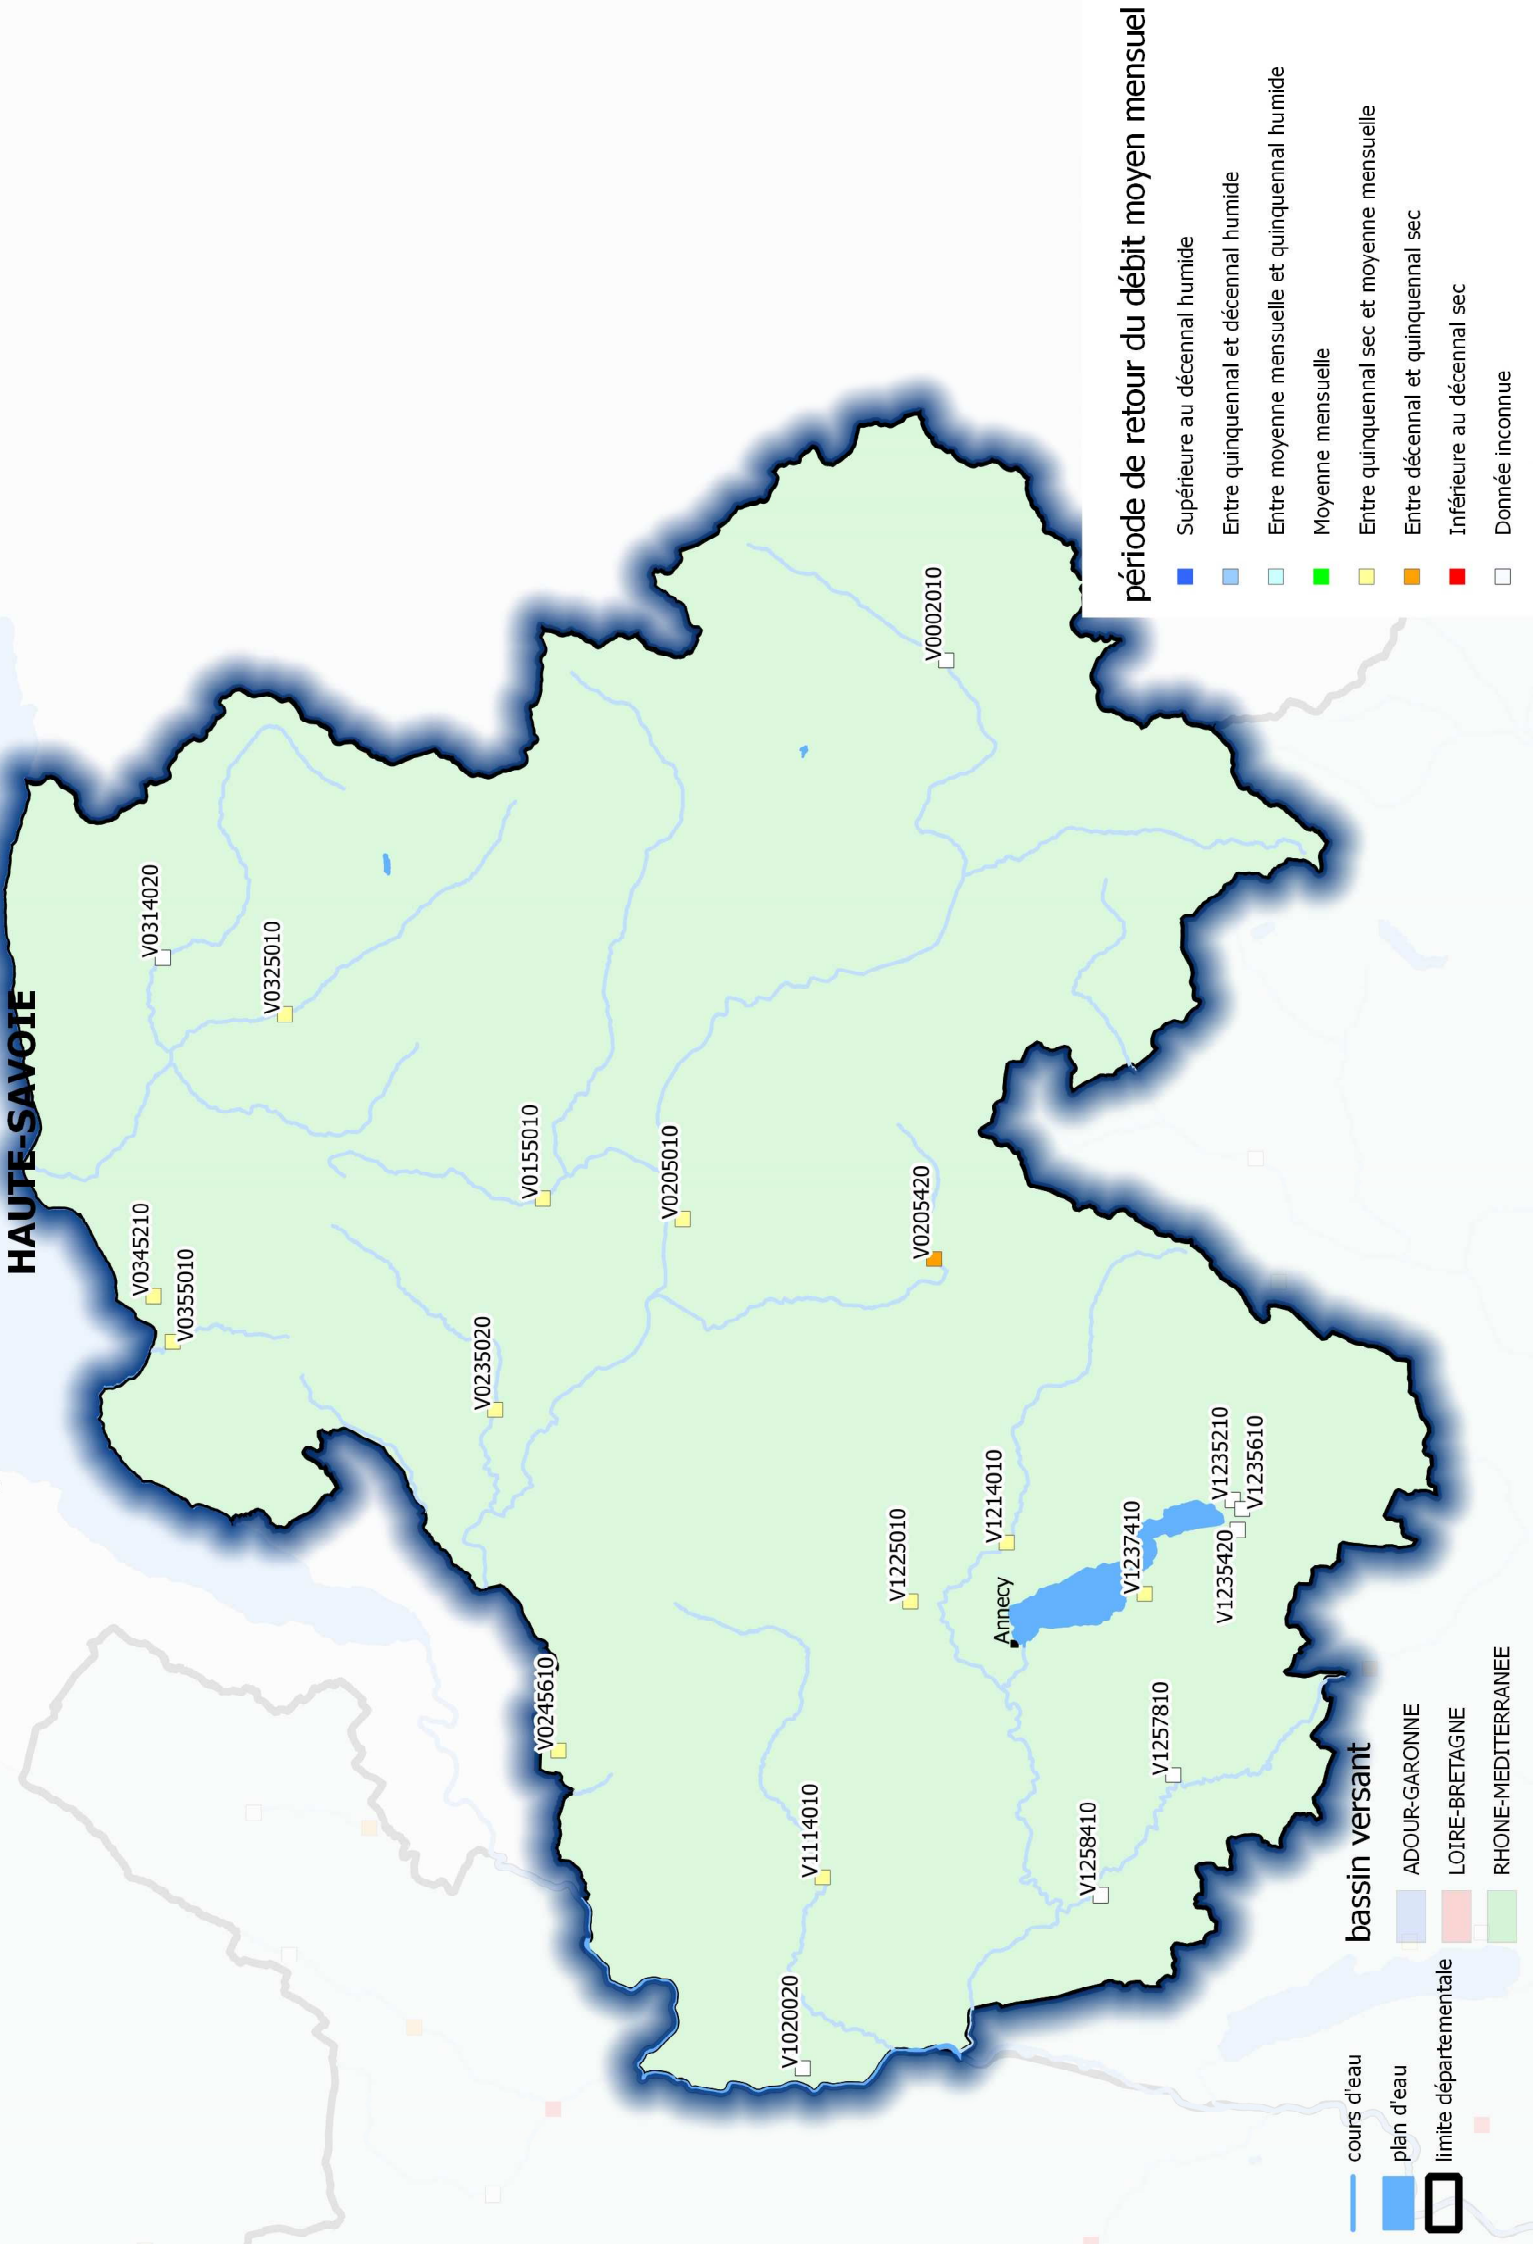 HAUTE-SAVOIE
V0314020
V0325010
V0345210
V0355010
V0155010
V0205010
V0235020
V0205420
V0002010
V0245610
V1225010
V1214010
Annecy
V1237410
V1235210
V1235610
V1235420
V1114010
V1257810
V1258410
V1020020
cours d'eau
plan d'eau
limite départementale
bassin versant
ADOUR-GARONNE
LOIRE-BRETAGNE
RHONE-MEDITERRANEE
période de retour du débit moyen mensuel
Supérieure au décennal humide
Entre quinquennal et décennal humide
Entre moyenne mensuelle et quinquennal humide
Moyenne mensuelle
Entre quinquennal sec et moyenne mensuelle
Entre décennal et quinquennal sec
Inférieure au décennal sec
Donnée inconnue